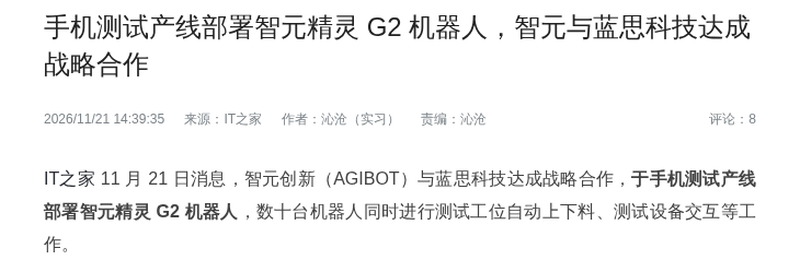 手机测试产线部署智元精灵 G2 机器人，智元与蓝思科技达成
战略合作
2026/11/21 14:39:35 来源：IT之家 作者：沁沧（实习） 责编：沁沧 评论：8
IT之家 11 月 21 日消息，智元创新（AGIBOT）与蓝思科技达成战略合作，于手机测试产线
部署智元精灵 G2 机器人，数十台机器人同时进行测试工位自动上下料、测试设备交互等工
作。